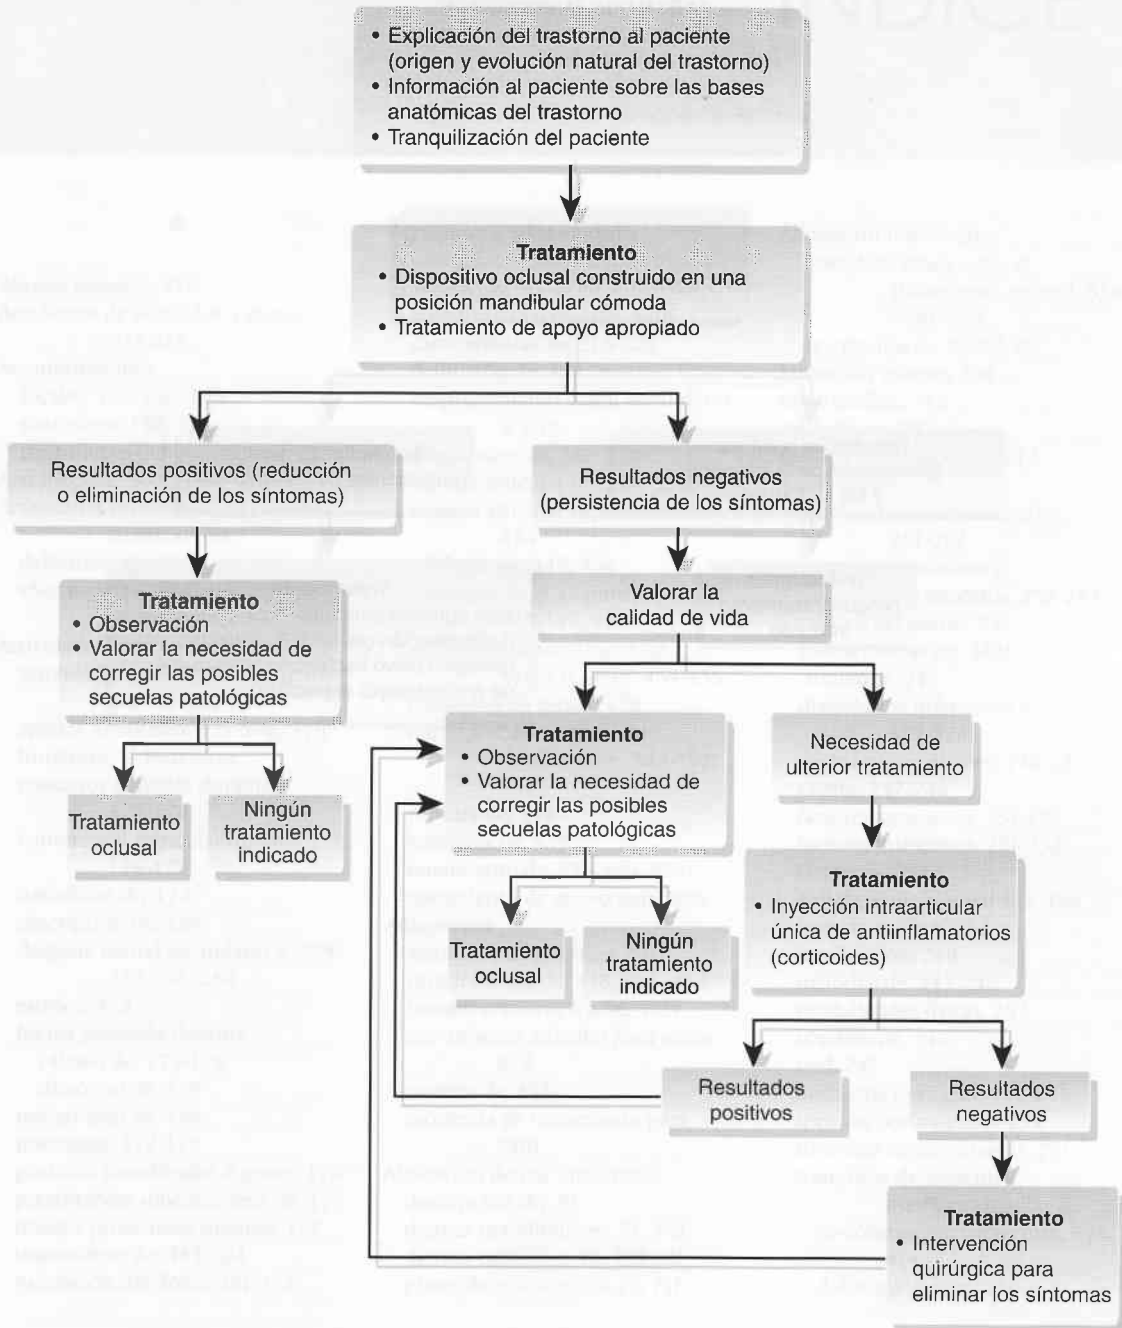 ÍNDICE
• Explicación del trastorno al paciente
(origen y evolución natural del trastorno)
• Información al paciente sobre las bases
anatómicas del trastorno
• Tranquilización del paciente
Tratamiento
• Dispositivo oclusal construido en una
posición mandibular cómoda
• Tratamiento de apoyo apropiado
Resultados positivos (reducción
o eliminación de los síntomas)
Resultados negativos
(persistencia de los síntomas)
Tratamiento
• Observación
• Valorar la necesidad de
corregir las posibles
secuelas patológicas
Valorar la
calidad de vida
Tratamiento
oclusal
Ningún
tratamiento
indicado
Tratamiento
• Observación
• Valorar la necesidad de
corregir las posibles
secuelas patológicas
Necesidad de
ulterior tratamiento
Tratamiento
oclusal
Ningún
tratamiento
indicado
Tratamiento
• Inyección intraarticular
única de antiinflamatorios
(corticoides)
Resultados
positivos
Resultados
negativos
Tratamiento
• Intervención
quirúrgica para
eliminar los síntomas